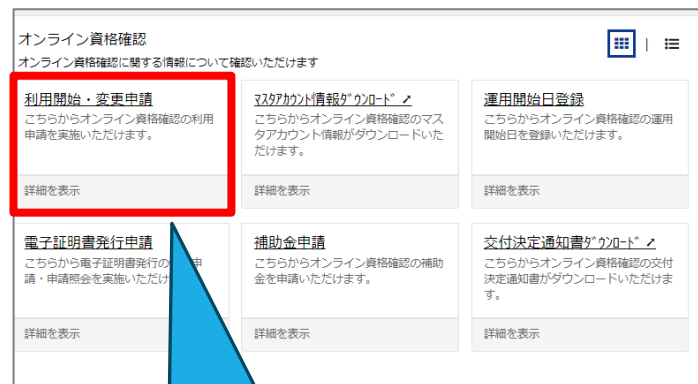 オンライン資格確認
オンライン資格確認に関する情報について確認いただけます
利用開始・変更申請
こちらからオンライン資格確認の利用
申請を実施いただけます。
詳細を表示
ﾏｽﾀｱｶｳﾝﾄ情報ﾀﾞｳﾝﾛｰﾄﾞ
こちらからオンライン資格確認のマス
タアカウント情報がダウンロードいた
だけます。
詳細を表示
運用開始日登録
こちらからオンライン資格確認の運用
開始日を登録いただけます。
詳細を表示
電子証明書発行申請
こちらから電子証明書発行の 申
請・申請照会を実施いただけ
詳細を表示
補助金申請
こちらからオンライン資格確認の補助
金を申請いただけます。
詳細を表示
交付決定通知書ﾀﾞｳﾝﾛｰﾄﾞ
こちらからオンライン資格確認の交付
決定通知書がダウンロードいただけま
す。
詳細を表示